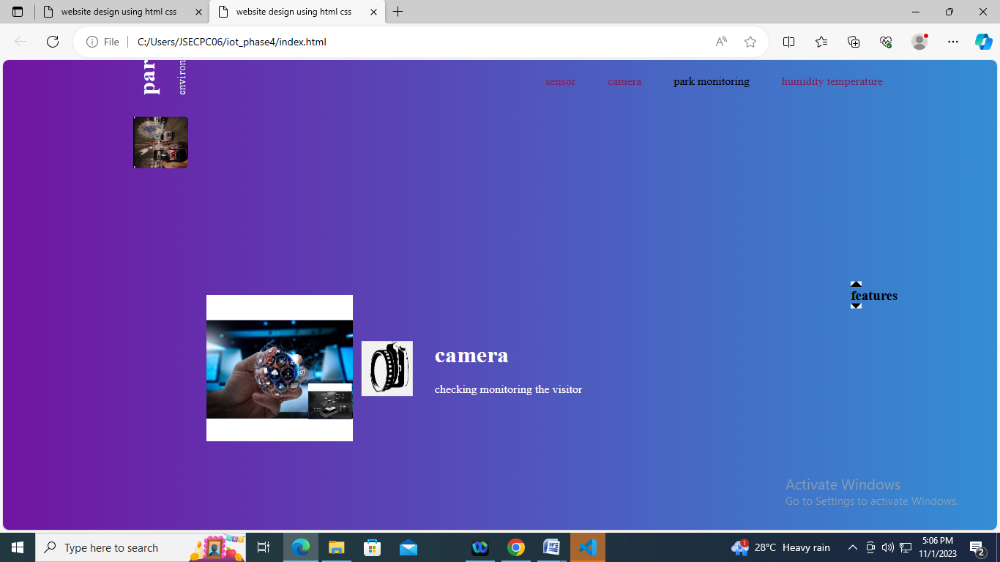 website design using html css
website design using html css
File
C:/Users/JSECPC06/iot_phase4/index.html
par
environ
sensor
camera
park monitoring
humidity temperature
features
IOT
camera
checking monitoring the visitor
Activate Windows
Go to Settings to activate Windows.
Type here to search
1
28°C Heavy rain
5:06 PM
11/1/2023
2